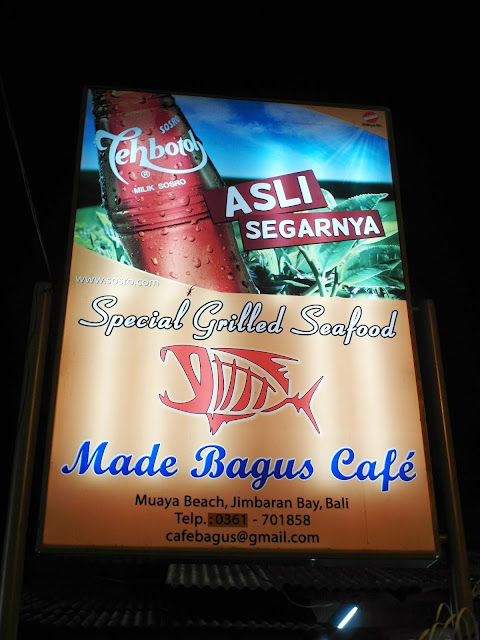 SOSRO
Tehbotol
®
MILIK SOSRO
ASLI
SEGARNYA
www.sosro.com
Special Grilled Seafood
Made Bagus Café
Muaya Beach, Jimbaran Bay, Bali
Telp. : 0361 - 701858
cafebagus@gmail.com